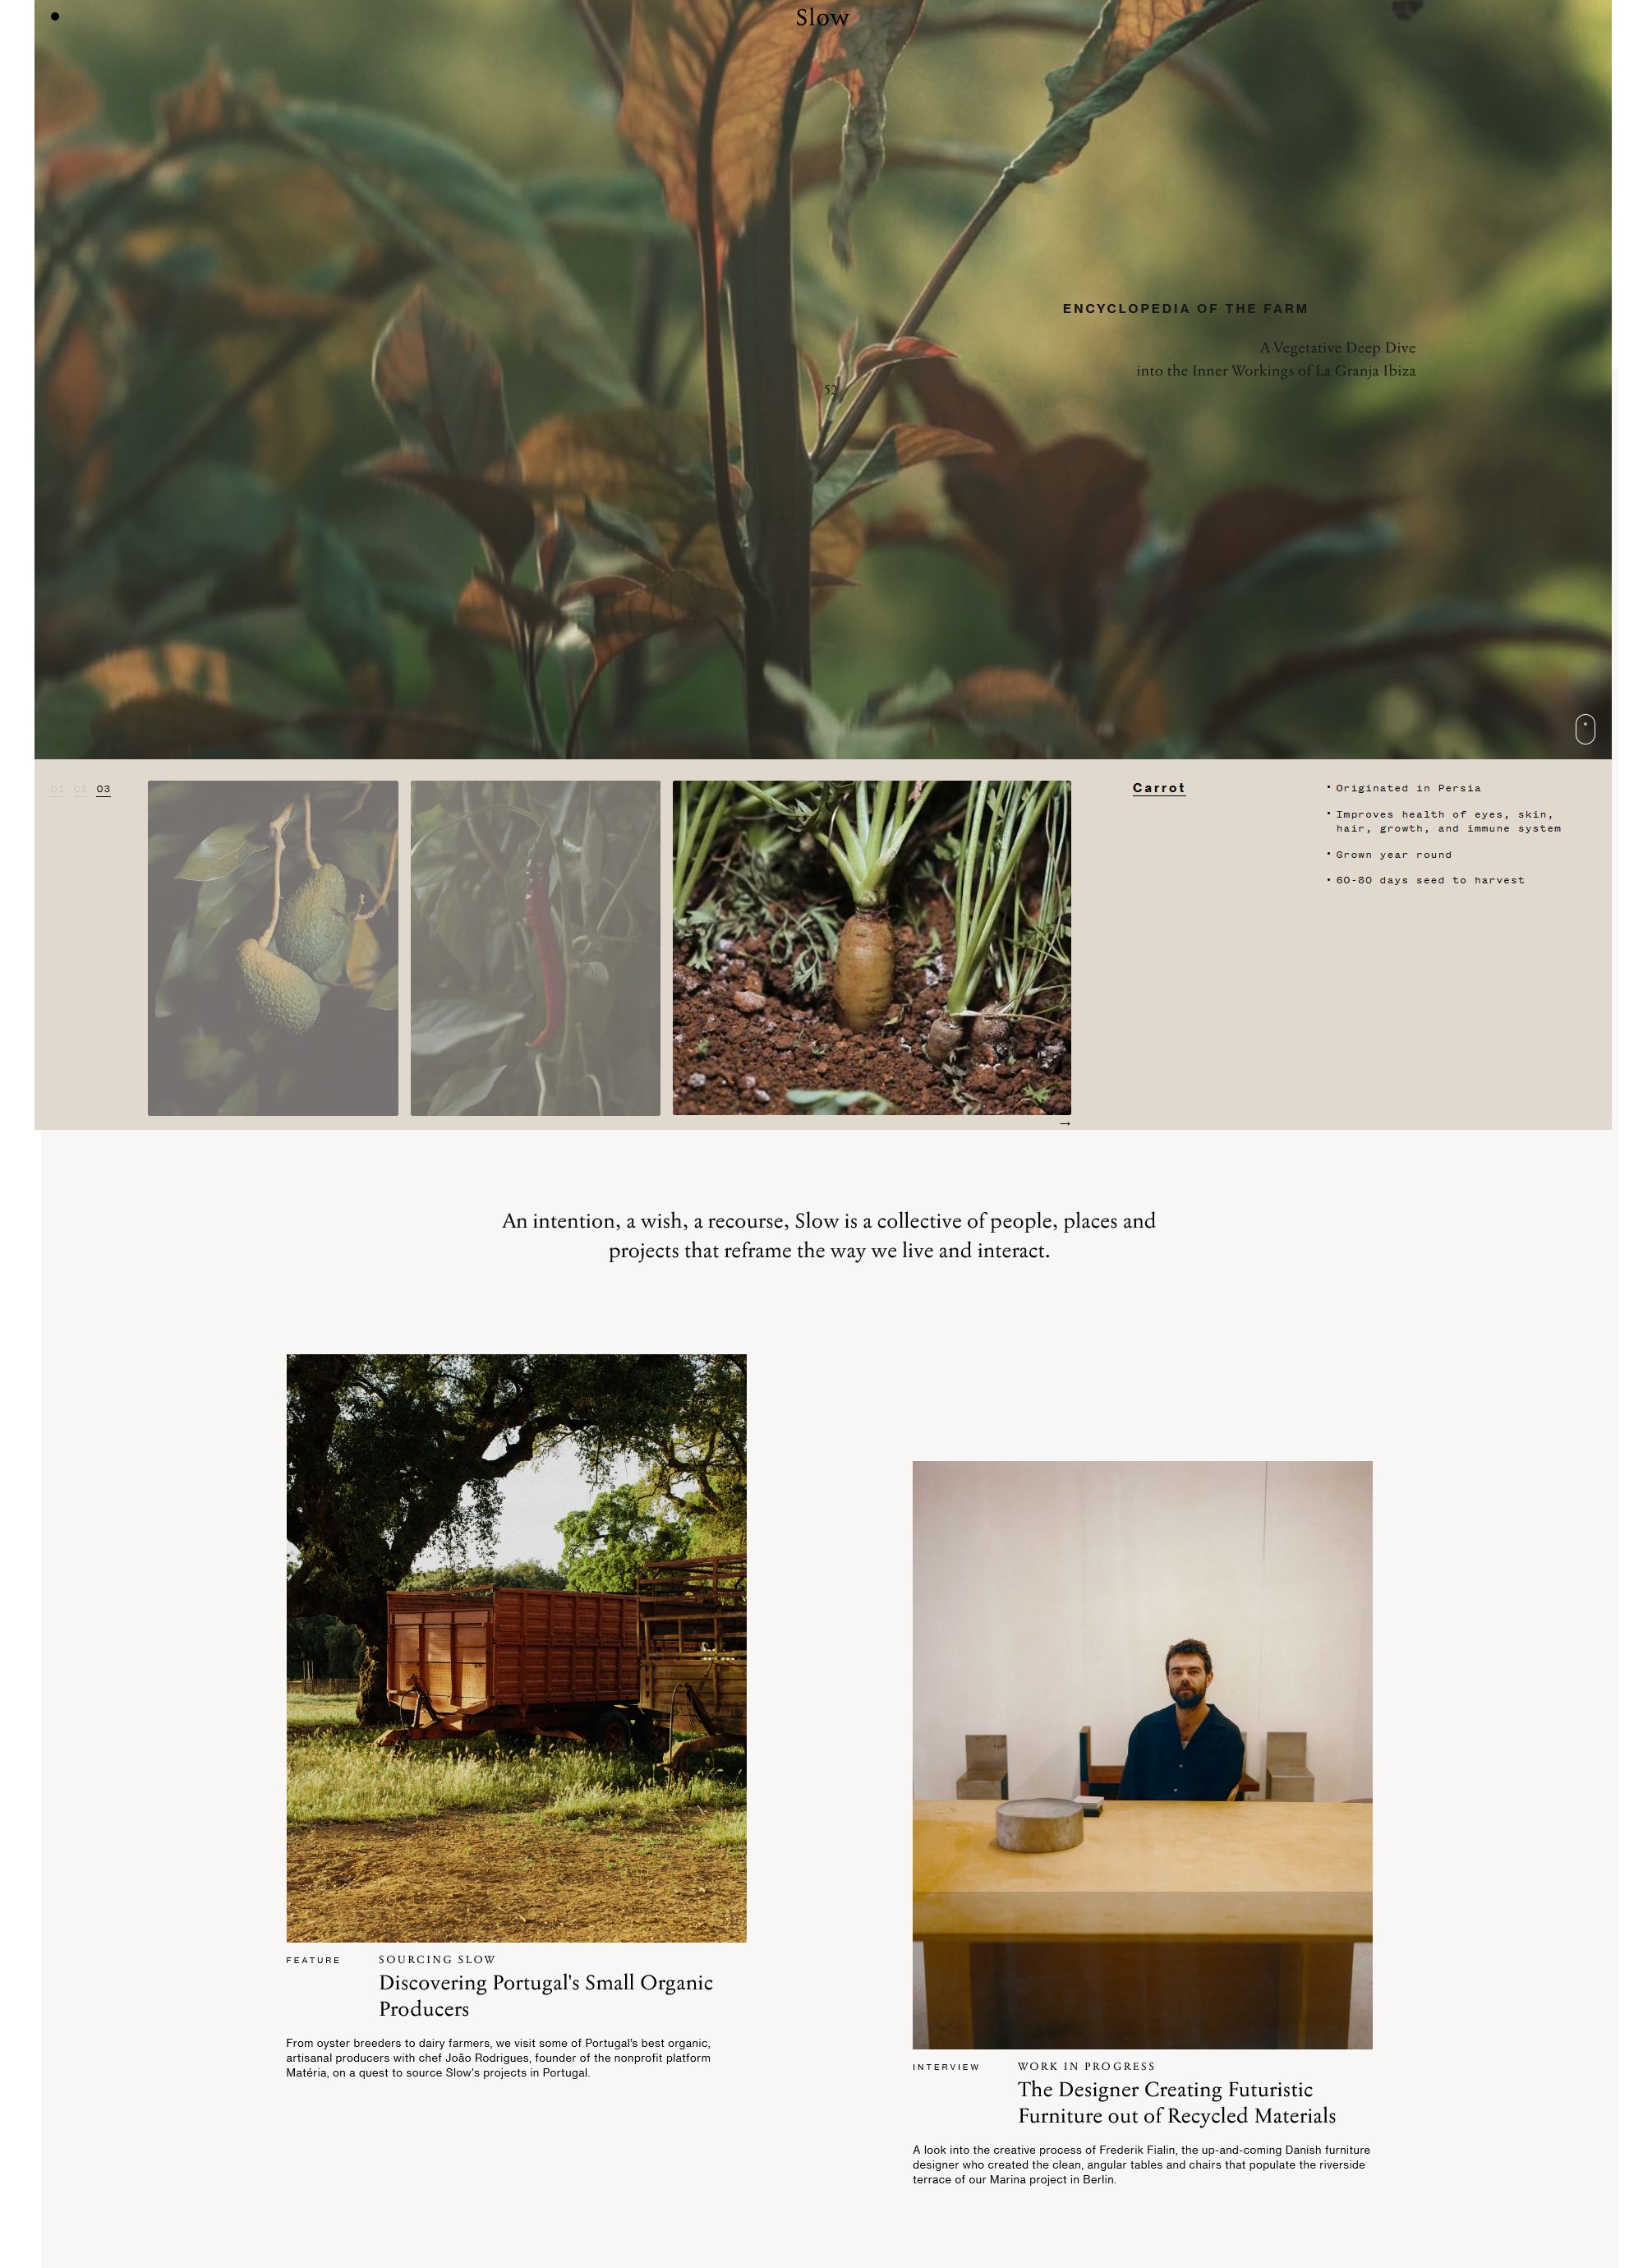 Slow
ENCYCLOPEDIA OF THE FARM
A Vegetative Deep Dive
into the Inner Workings of La Granja Ibiza
52
01 02 03
Carrot
• Originated in Persia
• Improves health of eyes, skin,
hair, growth, and immune system
• Grown year round
• 60-80 days seed to harvest
→
An intention, a wish, a recourse, Slow is a collective of people, places and
projects that reframe the way we live and interact.
FEATURE
SOURCING SLOW
Discovering Portugal's Small Organic
Producers
From oyster breeders to dairy farmers, we visit some of Portugal's best organic,
artisanal producers with chef João Rodrigues, founder of the nonprofit platform
Matéria, on a quest to source Slow's projects in Portugal.
INTERVIEW
WORK IN PROGRESS
The Designer Creating Futuristic
Furniture out of Recycled Materials
A look into the creative process of Frederik Fialin, the up-and-coming Danish furniture
designer who created the clean, angular tables and chairs that populate the riverside
terrace of our Marina project in Berlin.